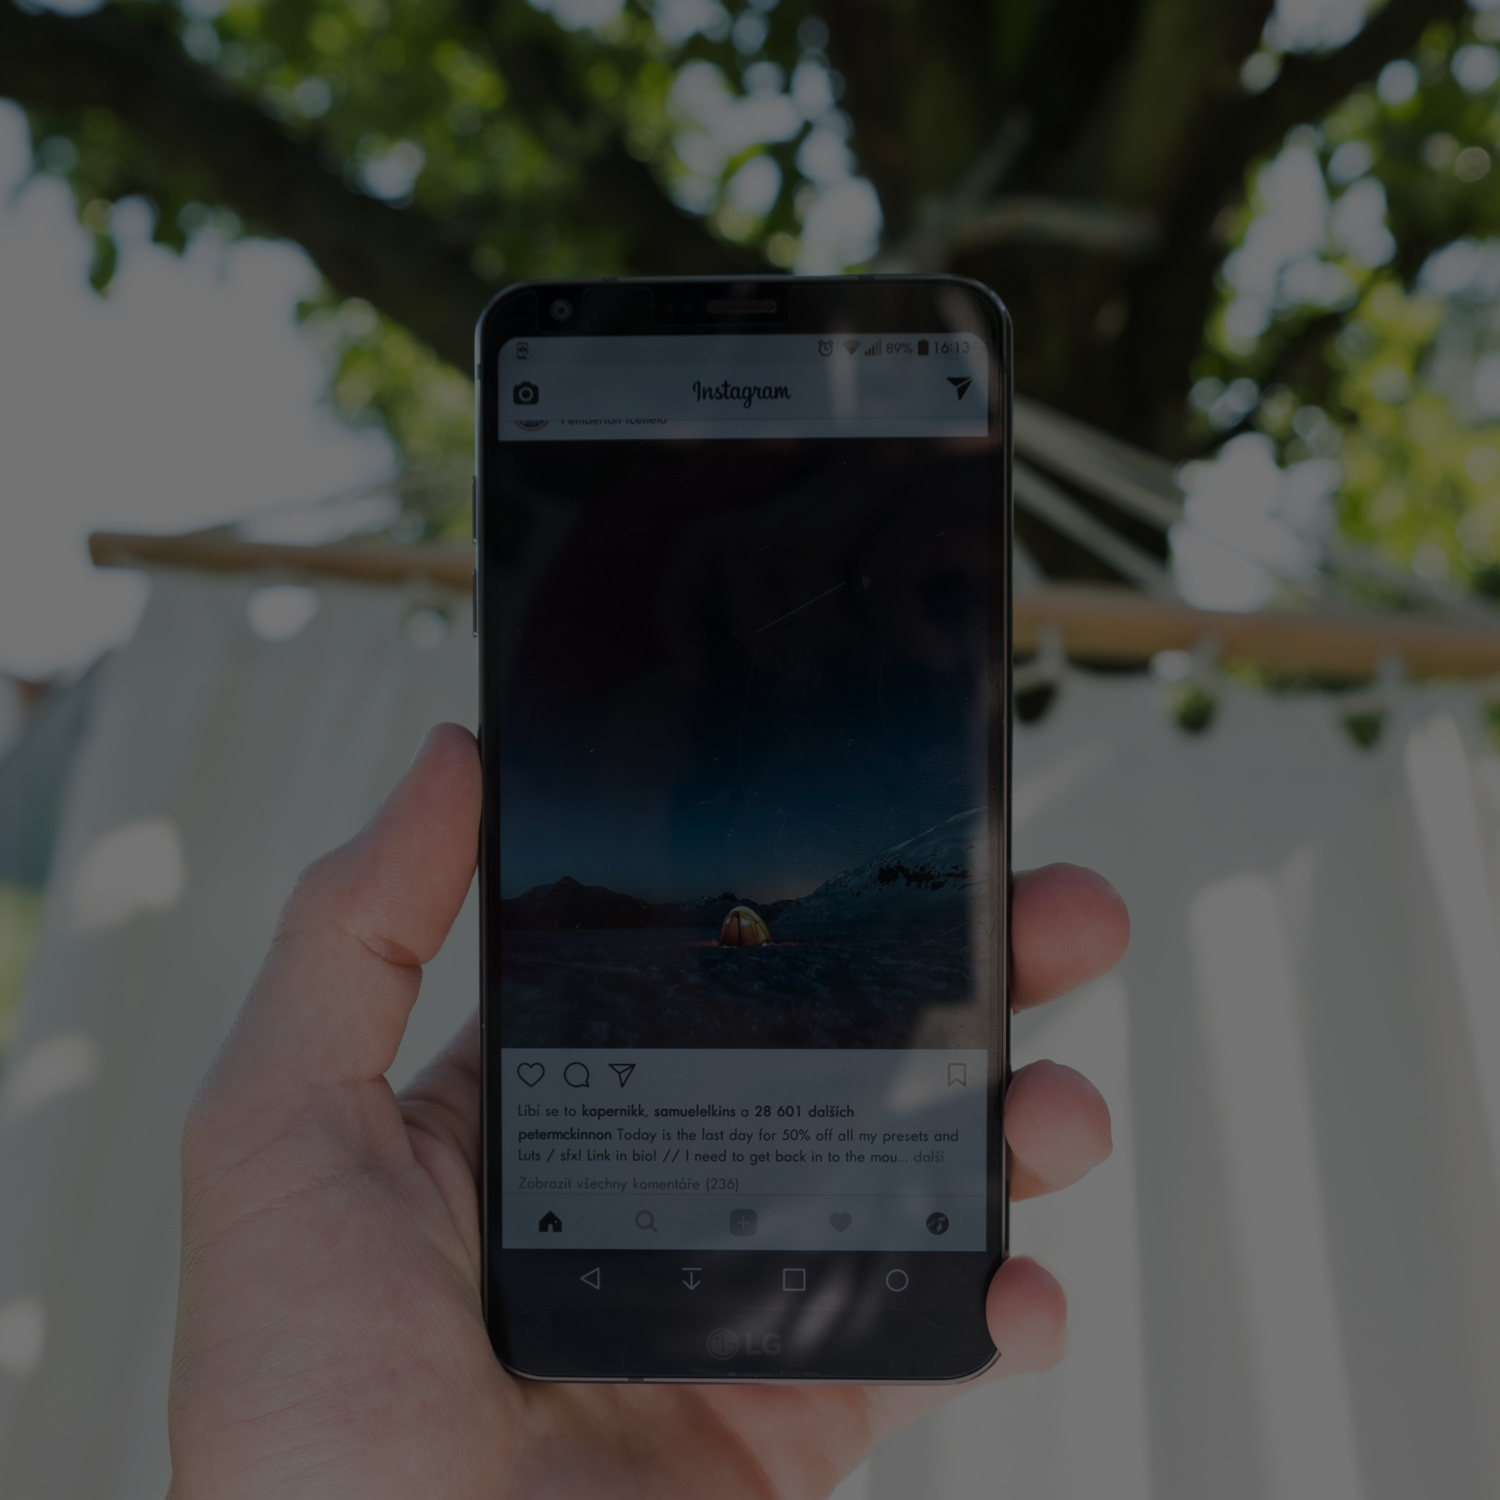 89% 16:13
Instagram
Pemberton Icefield
Líbí se to kopernikk, samuelelkins a 28 601 dalších
petermckinnon Today is the last day for 50% off all my presets and
Luts / sfx! Link in bio! // I need to get back in to the mou... další
Zobrazit všechny komentáře (236)
LG